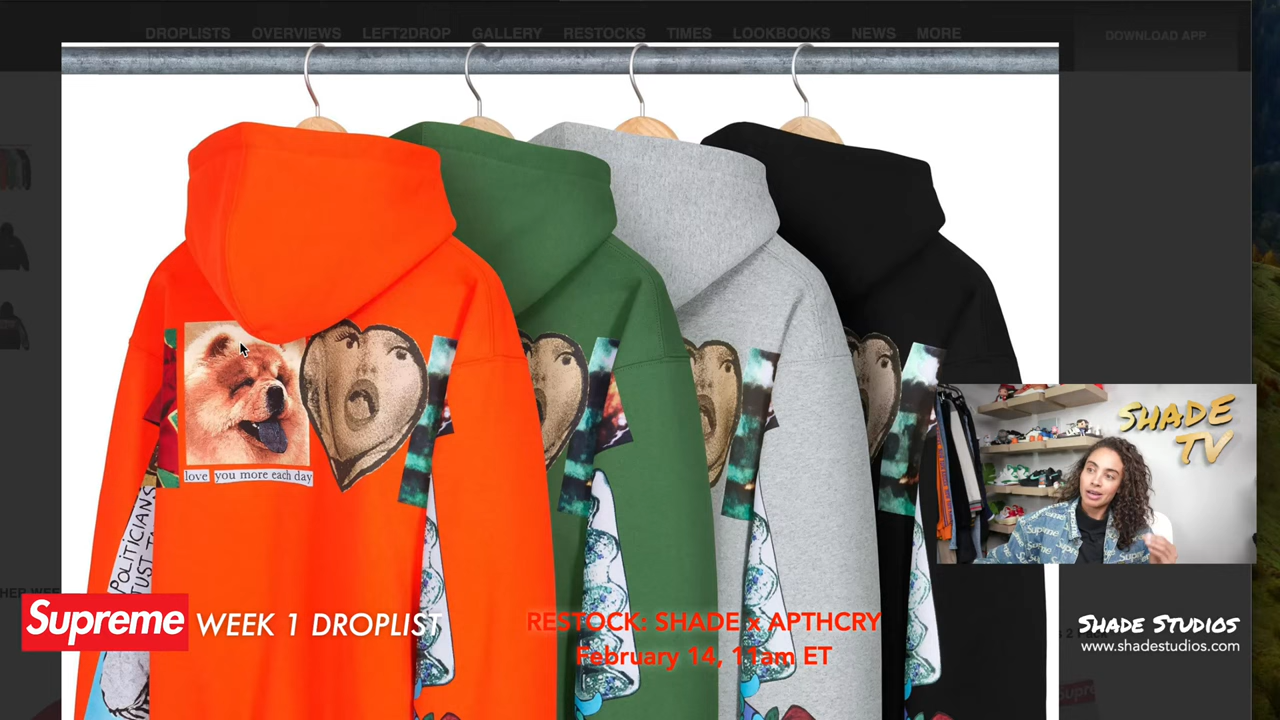 DROPLISTS OVERVIEWS LEFT2DROP GALLERY RESTOCKS TIMES LOOKBOOKS NEWS MORE
DOWNLOAD APP
SHADE
TV
Supreme
love you more each day
POLITICIANS
Supreme WEEK 1 DROPLIST
RESTOCK: SHADE x APTHCRY
February 14, 11am ET
SHADE STUDIOS
www.shadestudios.com